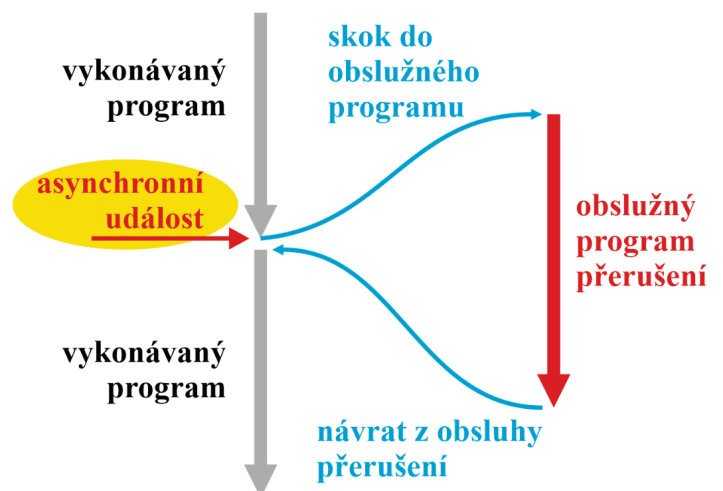 vykonávaný
program
skok do
obslužného
programu
asynchronní
událost
obslužný
program
přerušení
vykonávaný
program
návrat z obsluhy
přerušení